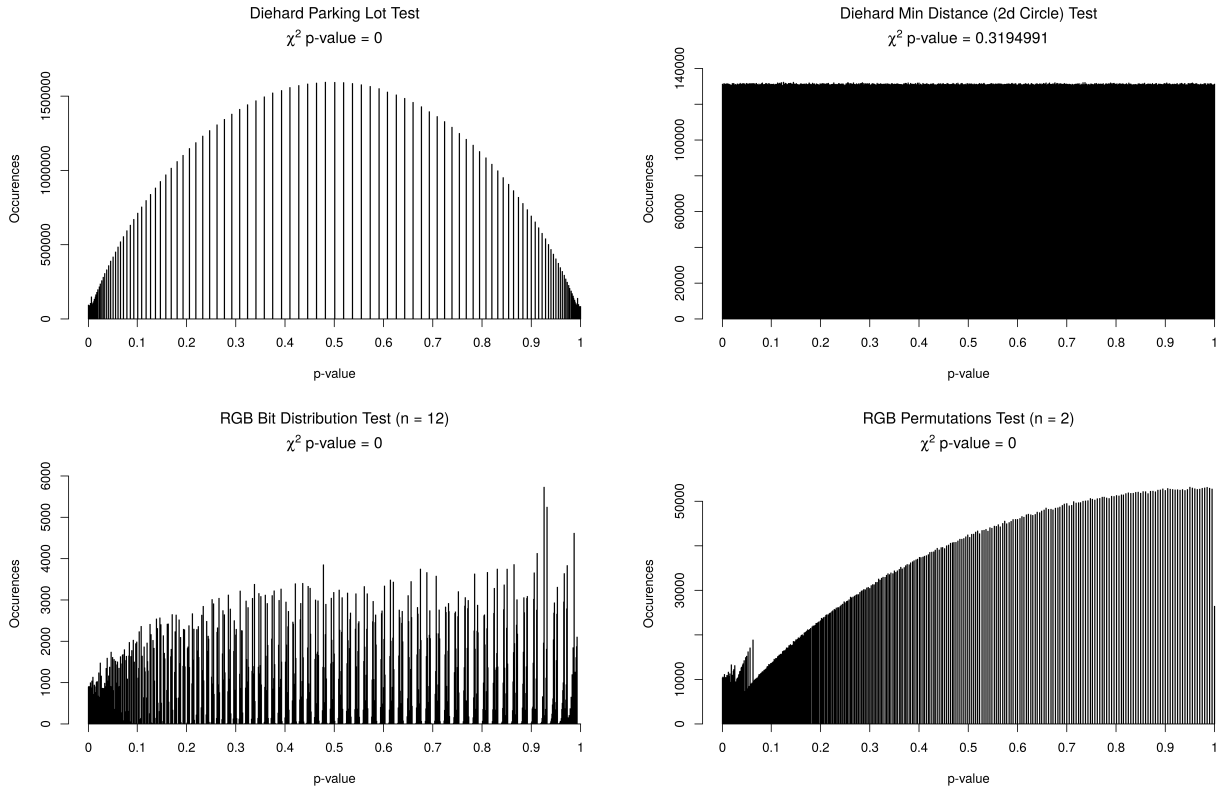 Diehard Parking Lot Test
χ² p-value = 0
1500000
1000000
500000
0
Occurences
0 0.1 0.2 0.3 0.4 0.5 0.6 0.7 0.8 0.9 1
p-value
Diehard Min Distance (2d Circle) Test
χ² p-value = 0.3194991
140000
100000
60000
20000
0
Occurences
0 0.1 0.2 0.3 0.4 0.5 0.6 0.7 0.8 0.9 1
p-value
RGB Bit Distribution Test (n = 12)
χ² p-value = 0
6000
5000
4000
3000
2000
1000
0
Occurences
0 0.1 0.2 0.3 0.4 0.5 0.6 0.7 0.8 0.9 1
p-value
RGB Permutations Test (n = 2)
χ² p-value = 0
50000
30000
10000
0
Occurences
0 0.1 0.2 0.3 0.4 0.5 0.6 0.7 0.8 0.9 1
p-value